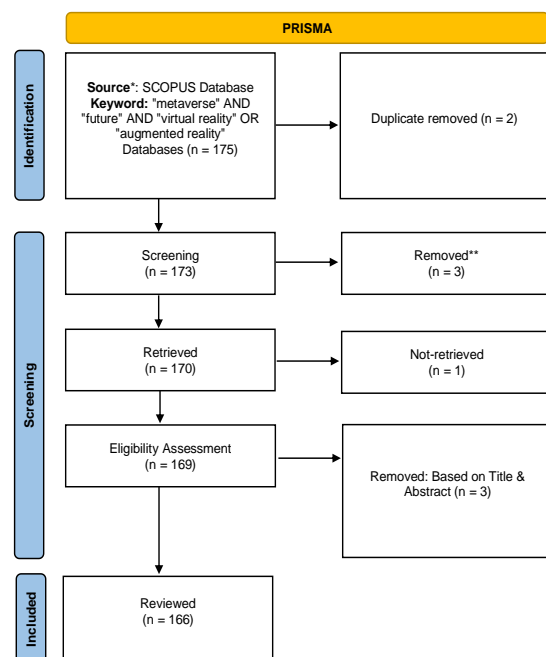 PRISMA
Identification
Source*: SCOPUS Database
Keyword: "metaverse" AND
"future" AND "virtual reality" OR
"augmented reality"
Databases (n = 175)
Duplicate removed (n = 2)
Screening
Screening
(n = 173)
Removed**
(n = 3)
Retrieved
(n = 170)
Not-retrieved
(n = 1)
Eligibility Assessment
(n = 169)
Removed: Based on Title &
Abstract (n = 3)
Included
Reviewed
(n = 166)